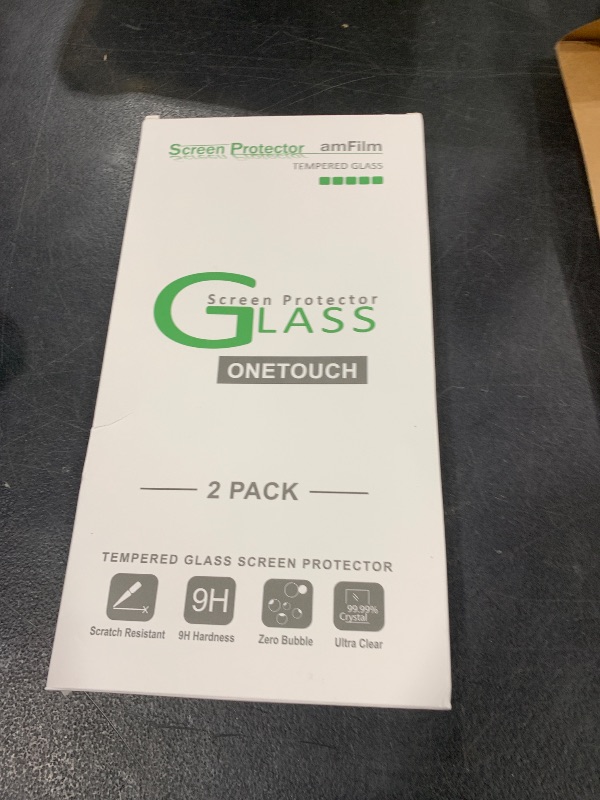 Screen Protector amFilm
TEMPERED GLASS
Screen Protector
GLASS
ONETOUCH
2 PACK
TEMPERED GLASS SCREEN PROTECTOR
X
9H
99.99%
Crystal
Scratch Resistant 9H Hardness Zero Bubble Ultra Clear